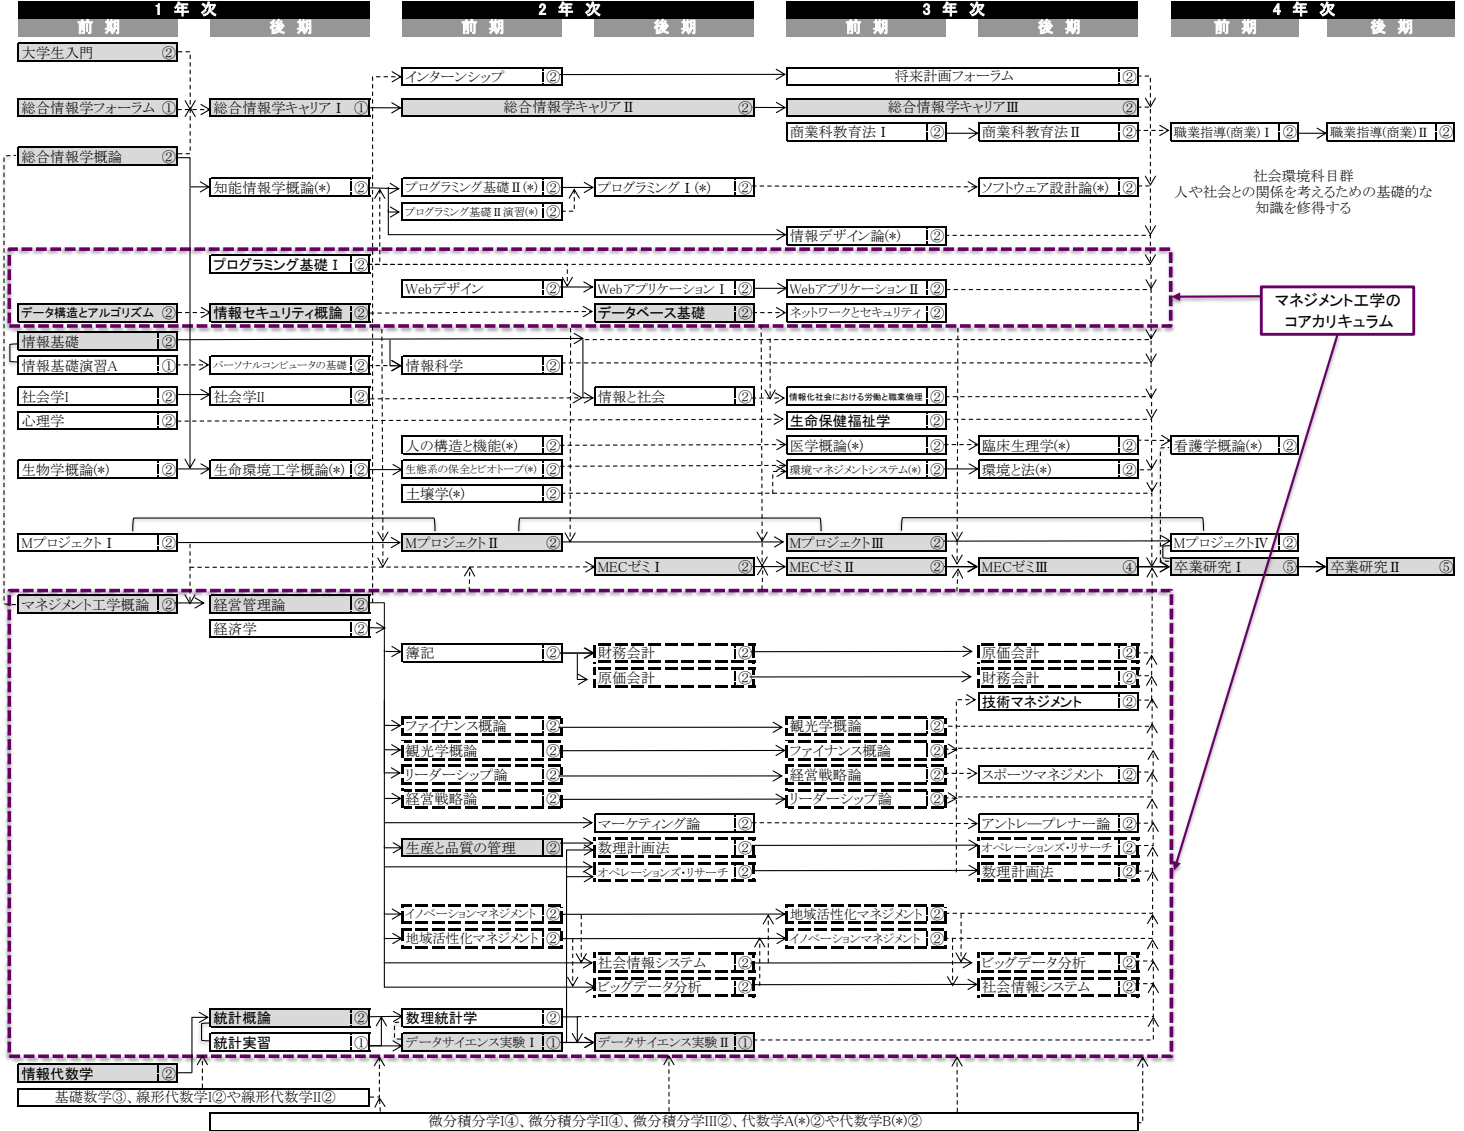 1 年 次 2 年 次 3 年 次 4 年 次
前 期 後 期 前 期 後 期 前 期 後 期 前 期 後 期
大学生入門 ②
インターンシップ ② 将来計画フォーラム ②
総合情報学フォーラム ① 総合情報学キャリアⅠ ① 総合情報学キャリアⅡ ② 総合情報学キャリアⅢ ②
商業科教育法Ⅰ ② 商業科教育法Ⅱ ② 職業指導(商業)Ⅰ ② 職業指導(商業)Ⅱ ②
総合情報学概論 ②
社会環境科目群
人や社会との関係を考えるための基礎的な
知識を修得する
知能情報学概論(*) ② プログラミング基礎Ⅱ(*) ② プログラミングⅠ(*) ② ソフトウェア設計論(*) ②
プログラミング基礎Ⅱ演習(*) ②
情報デザイン論(*) ②
プログラミング基礎Ⅰ ②
Webデザイン ② WebアプリケーションⅠ ② WebアプリケーションⅡ ②
データ構造とアルゴリズム ② 情報セキュリティ概論 ② データベース基礎 ② ネットワークとセキュリティ ②
マネジメント工学の
コアカリキュラム
情報基礎 ②
情報基礎演習A ① パーソナルコンピュータの基礎 ② 情報科学 ②
社会学I ② 社会学II ② 情報と社会 ② 情報化社会における労働と職業倫理 ②
心理学 ② 生命保健福祉学 ②
人の構造と機能(*) ② 医学概論(*) ② 臨床生理学(*) ② 看護学概論(*) ②
生物学概論(*) ② 生命環境工学概論(*) ② 生態系の保全とビオトープ(*) ② 環境マネジメントシステム(*) ② 環境と法(*) ②
土壌学(*) ②
MプロジェクトⅠ ② MプロジェクトⅡ ② MプロジェクトⅢ ② MプロジェクトⅣ ②
MECゼミⅠ ② MECゼミⅡ ② MECゼミⅢ ④ 卒業研究Ⅰ ⑤ 卒業研究Ⅱ ⑤
マネジメント工学概論 ② 経営管理論 ②
経済学 ②
簿記 ② 財務会計 ② 原価会計 ②
原価会計 ② 財務会計 ②
技術マネジメント ②
ファイナンス概論 ② 観光学概論 ②
観光学概論 ② ファイナンス概論 ②
リーダーシップ論 ② 経営戦略論 ② スポーツマネジメント ②
経営戦略論 ② リーダーシップ論 ②
マーケティング論 ② アントレープレナー論 ②
生産と品質の管理 ② 数理計画法 ② オペレーションズ・リサーチ ②
オペレーションズ・リサーチ ② 数理計画法 ②
イノベーションマネジメント ② 地域活性化マネジメント ②
地域活性化マネジメント ② イノベーションマネジメント ②
社会情報システム ② ビッグデータ分析 ②
ビッグデータ分析 ② 社会情報システム ②
統計概論 ② 数理統計学 ②
統計実習 ① データサイエンス実験Ⅰ ① データサイエンス実験Ⅱ ①
情報代数学 ②
基礎数学③、線形代数学I②や線形代数学II②
微分積分学I④、微分積分学II④、微分積分学III②、代数学A(*)②や代数学B(*)②